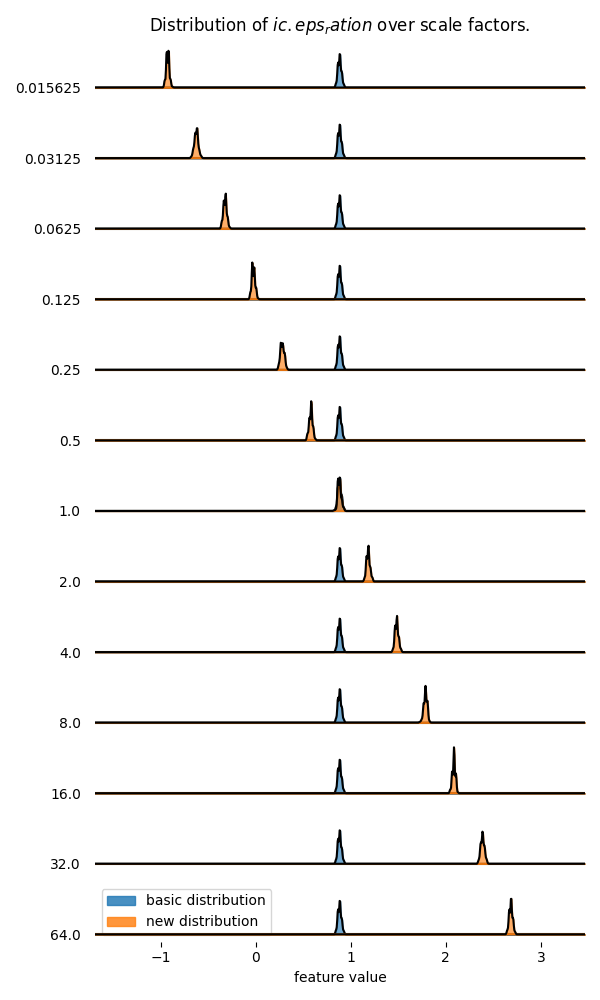 Distribution of ic.eps_ration over scale factors.
0.015625
0.03125
0.0625
0.125
0.25
0.5
1.0
2.0
4.0
8.0
16.0
32.0
64.0
basic distribution
new distribution
−1 0 1 2 3
feature value